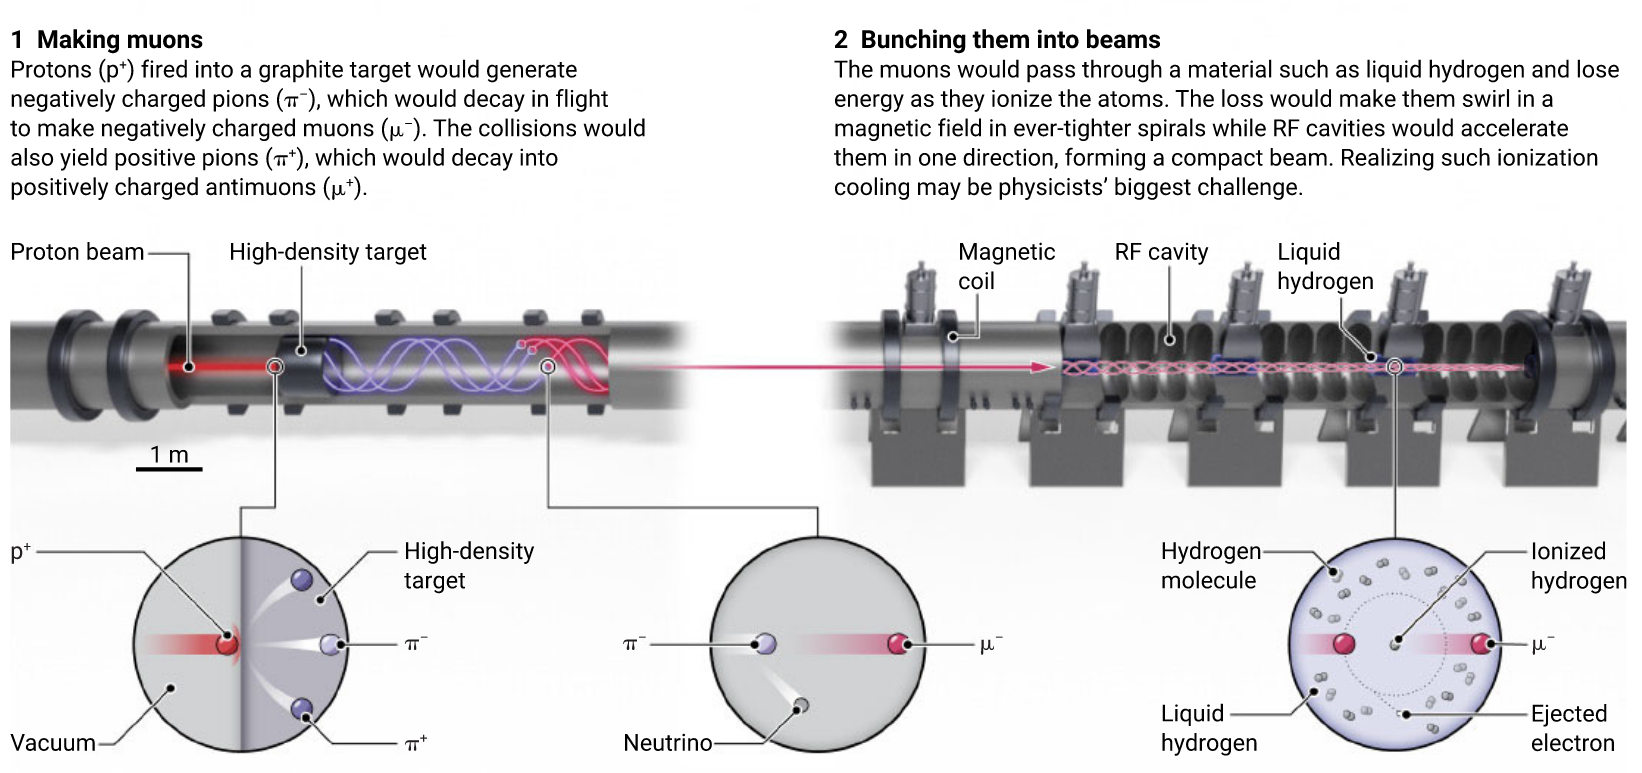 1 Making muons
Protons (p⁺) fired into a graphite target would generate
negatively charged pions (π⁻), which would decay in flight
to make negatively charged muons (μ⁻). The collisions would
also yield positive pions (π⁺), which would decay into
positively charged antimuons (μ⁺).
2 Bunching them into beams
The muons would pass through a material such as liquid hydrogen and lose
energy as they ionize the atoms. The loss would make them swirl in a
magnetic field in ever-tighter spirals while RF cavities would accelerate
them in one direction, forming a compact beam. Realizing such ionization
cooling may be physicists’ biggest challenge.
Proton beam
High-density target
Magnetic
coil
RF cavity
Liquid
hydrogen
1 m
p⁺
High-density
target
π⁻
π⁺
Vacuum
π⁻
μ⁻
Neutrino
Hydrogen
molecule
Ionized
hydrogen
μ⁻
Liquid
hydrogen
Ejected
electron